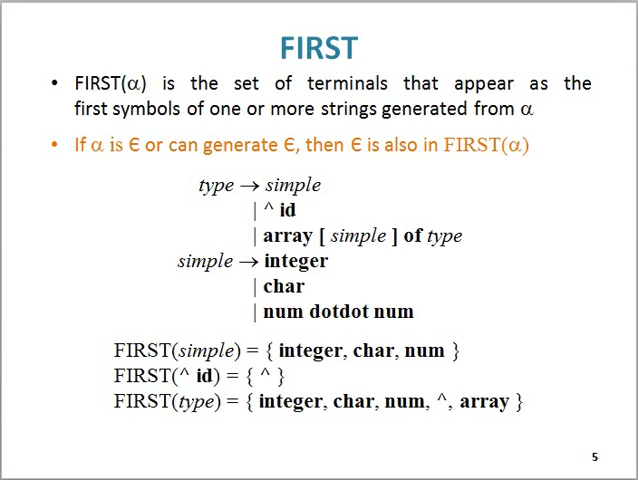 FIRST
• FIRST(α) is the set of terminals that appear as the
first symbols of one or more strings generated from α
• If α is Є or can generate Є, then Є is also in FIRST(α)
type → simple
| ^ id
| array [ simple ] of type
simple → integer
| char
| num dotdot num
FIRST(simple) = { integer, char, num }
FIRST(^ id) = { ^ }
FIRST(type) = { integer, char, num, ^, array }
5